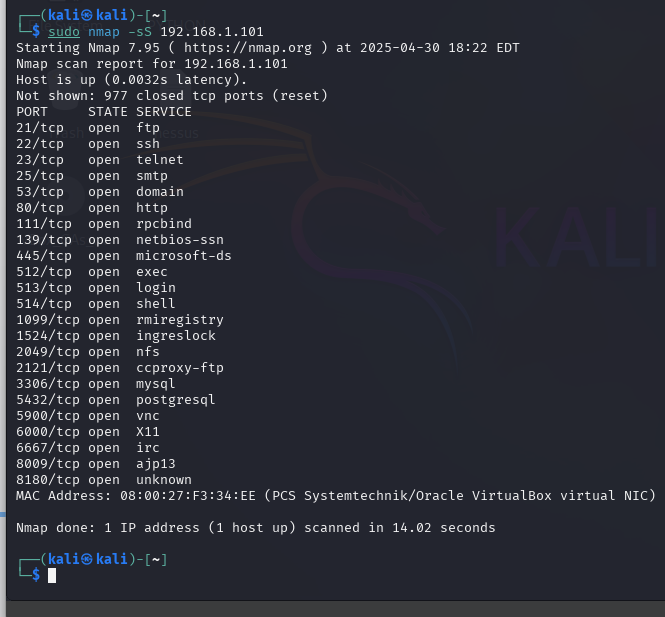 ┌──(kali㉿kali)-[~]
└─$ sudo nmap -sS 192.168.1.101
Starting Nmap 7.95 ( https://nmap.org ) at 2025-04-30 18:22 EDT
Nmap scan report for 192.168.1.101
Host is up (0.0032s latency).
Not shown: 977 closed tcp ports (reset)
PORT     STATE SERVICE
21/tcp   open  ftp
22/tcp   open  ssh
23/tcp   open  telnet
25/tcp   open  smtp
53/tcp   open  domain
80/tcp   open  http
111/tcp  open  rpcbind
139/tcp  open  netbios-ssn
445/tcp  open  microsoft-ds
512/tcp  open  exec
513/tcp  open  login
514/tcp  open  shell
1099/tcp open  rmiregistry
1524/tcp open  ingreslock
2049/tcp open  nfs
2121/tcp open  ccproxy-ftp
3306/tcp open  mysql
5432/tcp open  postgresql
5900/tcp open  vnc
6000/tcp open  X11
6667/tcp open  irc
8009/tcp open  ajp13
8180/tcp open  unknown
MAC Address: 08:00:27:F3:34:EE (PCS Systemtechnik/Oracle VirtualBox virtual NIC)
Nmap done: 1 IP address (1 host up) scanned in 14.02 seconds
┌──(kali㉿kali)-[~]
└─$
KALI